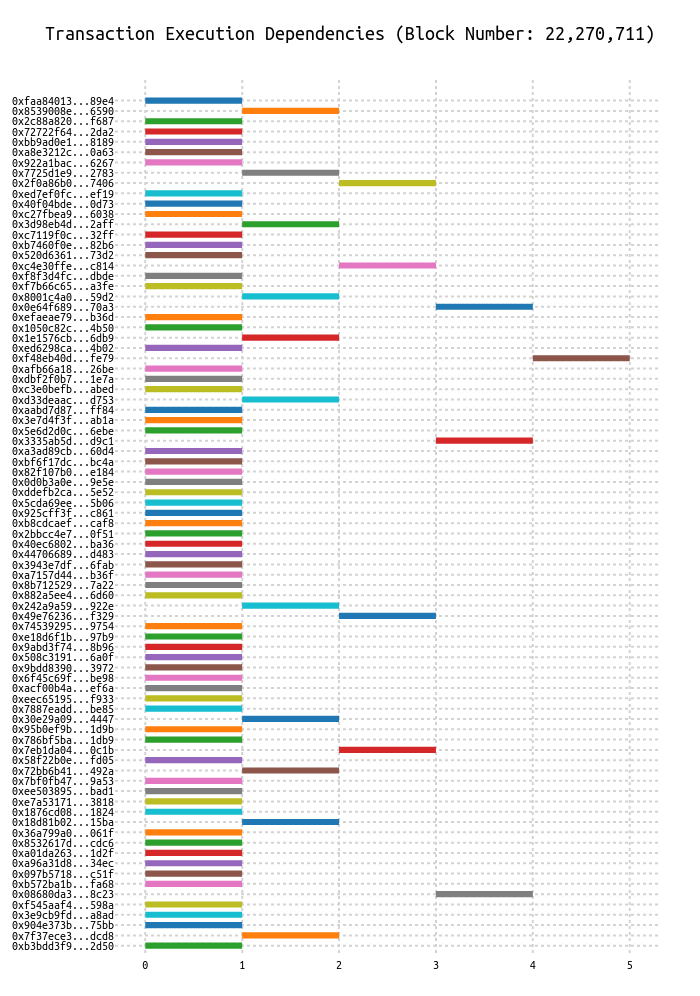 Transaction Execution Dependencies (Block Number: 22,270,711)
0xfaa84013...89e4
0x8539008e...6590
0x2c88a820...f687
0x72722f64...2da2
0xbb9ad0e1...8189
0xa8e3212c...0a63
0x922a1bac...6267
0x7725d1e9...2783
0x2f0a86b0...7406
0xed7ef0fc...ef19
0x40f04bde...0d73
0xc27fbea9...6038
0x3d98eb4d...2aff
0xc7119f0c...32ff
0xb7460f0e...82b6
0x520d6361...73d2
0xc4e30ffe...c814
0xf8f3d4fc...dbde
0xf7b66c65...a3fe
0x8001c4a0...59d2
0x0e64f689...70a3
0xefaeae79...b36d
0x1050c82c...4b50
0x1e1576cb...6db9
0xed6298ca...4b02
0xf48eb40d...fe79
0xafb66a18...26be
0xdbf2f0b7...1e7a
0xc3e0befb...abed
0xd33deaac...d753
0xaabd7d87...ff84
0x3e7d4f3f...ab1a
0x5e6d2d0c...6ebe
0x3335ab5d...d9c1
0xa3ad89cb...60d4
0xbf6f17dc...bc4a
0x82f107b0...e184
0x0d0b3a0e...9e5e
0xddefb2ca...5e52
0x5cda69ee...5b06
0x925cff3f...c861
0xb8cdcaef...caf8
0x2bbcc4e7...0f51
0x40ec6802...ba36
0x44706689...d483
0x3943e7df...6fab
0xa7157d44...b36f
0x8b712529...7a22
0x882a5ee4...6d60
0x242a9a59...922e
0x49e76236...f329
0x74539295...9754
0xe18d6f1b...97b9
0x9abd3f74...8b96
0x508c3191...6a0f
0x9bdd8390...3972
0x6f45c69f...be98
0xacf00b4a...ef6a
0xeec65195...f933
0x7887eadd...be85
0x30e29a09...4447
0x95b0ef9b...1d9b
0x786bf5ba...1db9
0x7eb1da04...0c1b
0x58f22b0e...fd05
0x72bb6b41...492a
0x7bf0fb47...9a53
0xee503895...bad1
0xe7a53171...3818
0x1876cd08...1824
0x18d81b02...15ba
0x36a799a0...061f
0x8532617d...cdc6
0xa01da263...1d2f
0xa96a31d8...34ec
0x097b5718...c51f
0xb572ba1b...fa68
0x08680da3...8c23
0xf545aaf4...598a
0x3e9cb9fd...a8ad
0x904e373b...75bb
0x7f37ece3...dcd8
0xb3bdd3f9...2d50
0 1 2 3 4 5